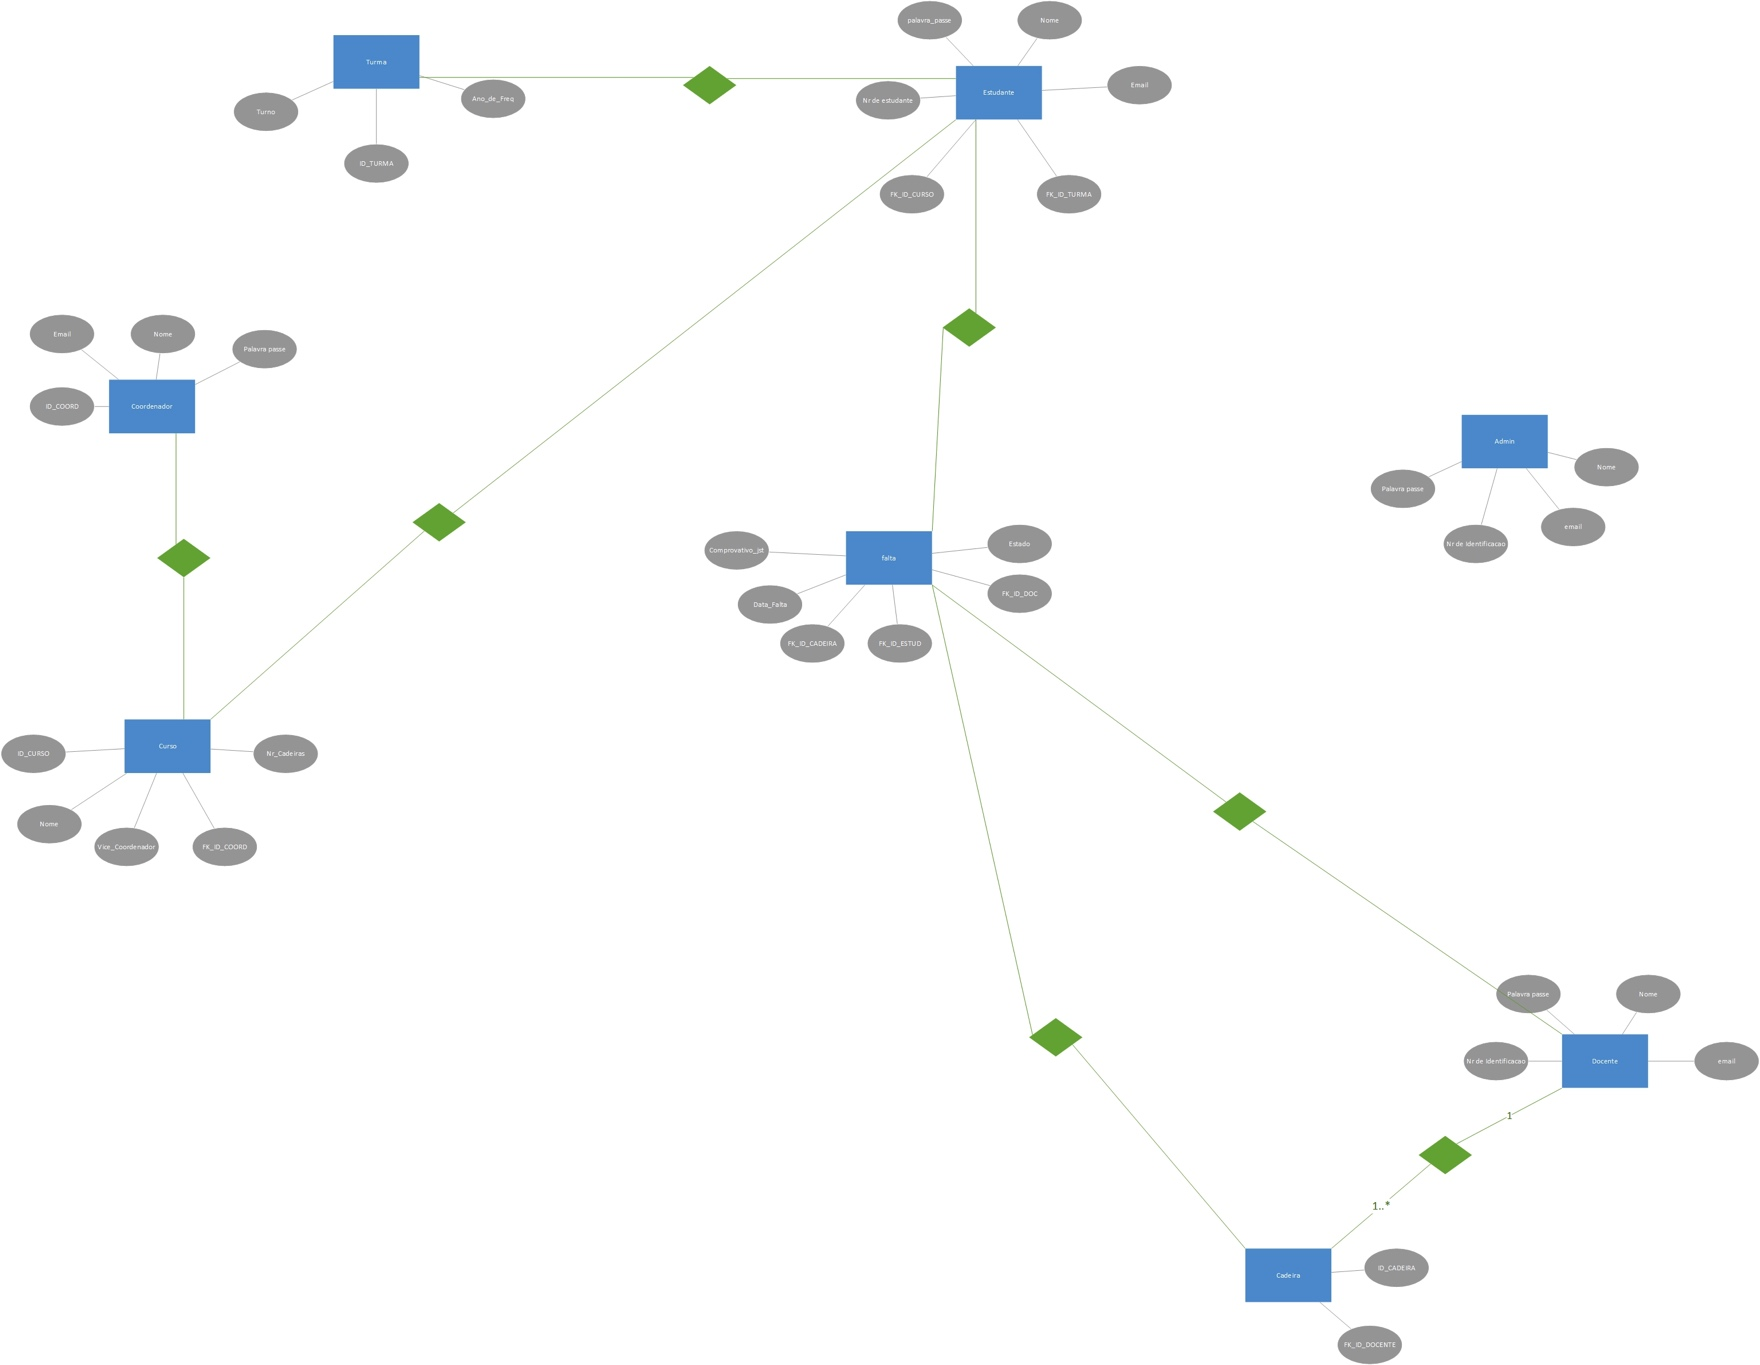 palavra_passe
Nome
Turma
Estudante
Email
Ano_de_Freq
Nr de estudante
Turno
ID_TURMA
FK_ID_CURSO
FK_ID_TURMA
Email
Nome
Palavra passe
ID_COORD
Coordenador
Admin
Nome
Palavra passe
email
Nr de Identificacao
Comprovativo_jst
falta
Estado
Data_Falta
FK_ID_DOC
FK_ID_CADEIRA
FK_ID_ESTUD
ID_CURSO
Curso
Nr_Cadeiras
Nome
Vice_Coordenador
FK_ID_COORD
Palavra passe
Nome
Nr de Identificacao
Docente
email
1
1..*
Cadeira
ID_CADEIRA
FK_ID_DOCENTE